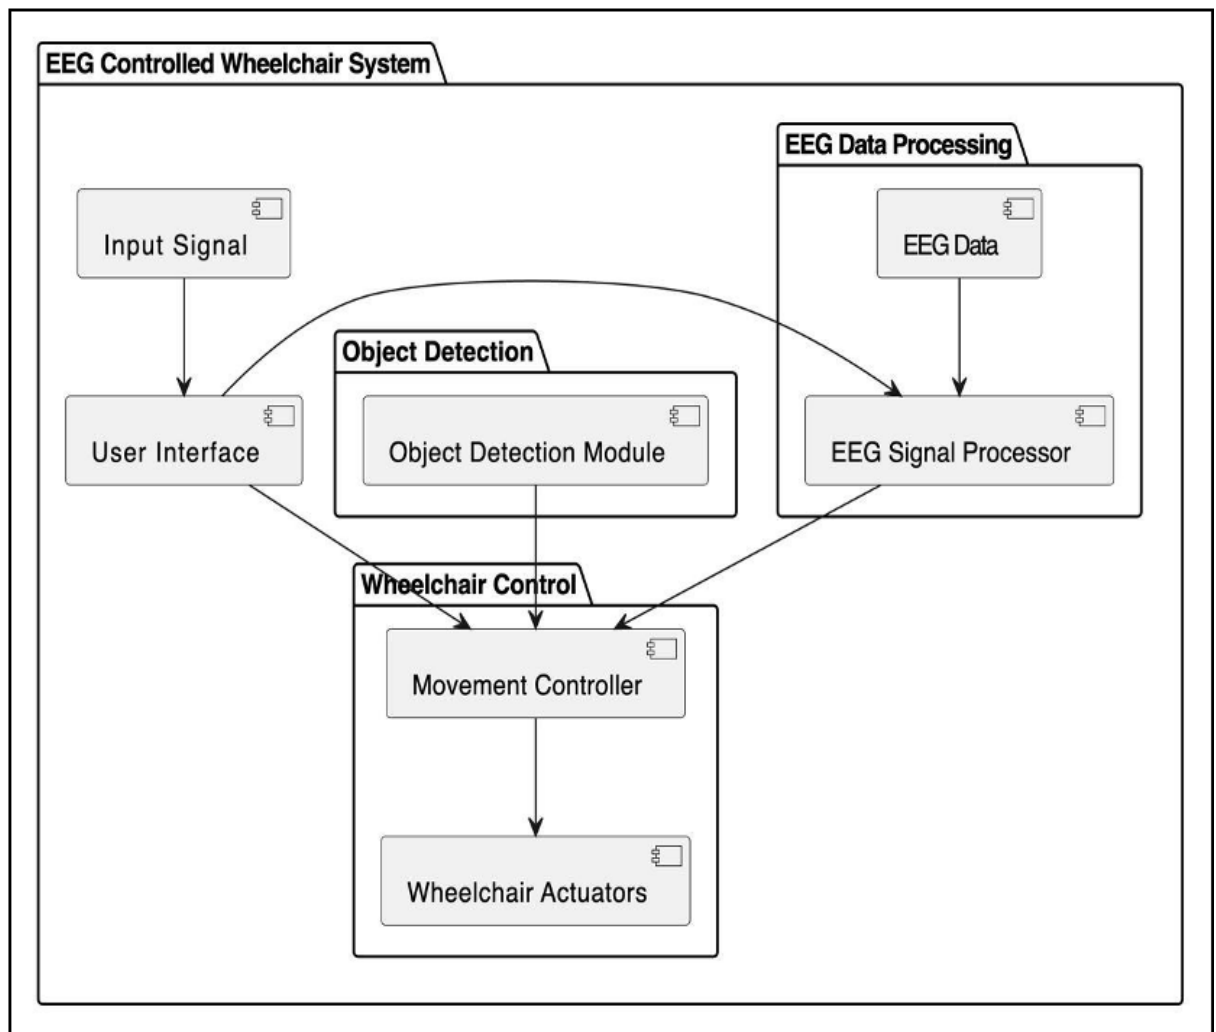 EEG Controlled Wheelchair System
EEG Data Processing
Input Signal
EEG Data
Object Detection
User Interface
Object Detection Module
EEG Signal Processor
Wheelchair Control
Movement Controller
Wheelchair Actuators